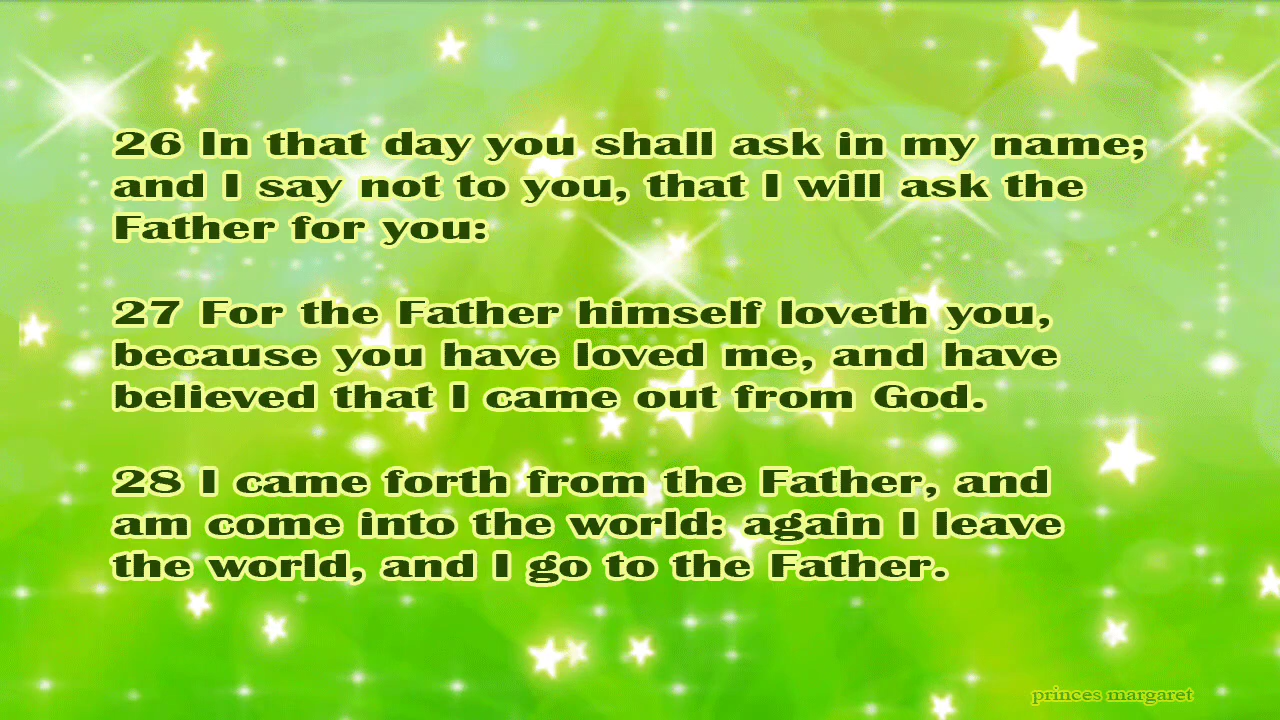 26 In that day you shall ask in my name;
and I say not to you, that I will ask the
Father for you:
27 For the Father himself loveth you,
because you have loved me, and have
believed that I came out from God.
28 I came forth from the Father, and
am come into the world: again I leave
the world, and I go to the Father.
princes margaret